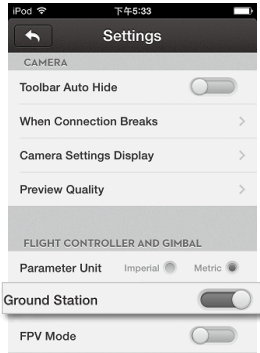 iPod 下午5:33
Settings
CAMERA
Toolbar Auto Hide
When Connection Breaks
Camera Settings Display
Preview Quality
FLIGHT CONTROLLER AND GIMBAL
Parameter Unit Imperial Metric
Ground Station
FPV Mode